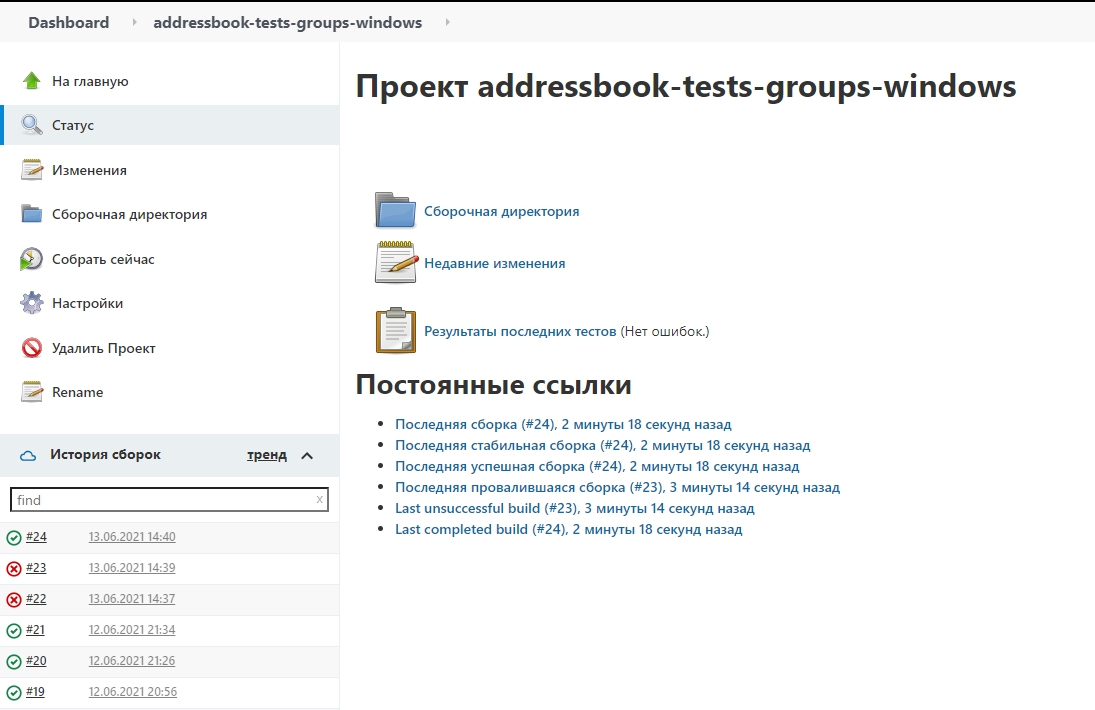 Dashboard addressbook-tests-groups-windows
На главную
Статус
Изменения
Сборочная директория
Собрать сейчас
Настройки
Удалить Проект
Rename
История сборок тренд
find x
#24 13.06.2021 14:40
#23 13.06.2021 14:39
#22 13.06.2021 14:37
#21 12.06.2021 21:34
#20 12.06.2021 21:26
#19 12.06.2021 20:56
Проект addressbook-tests-groups-windows
Сборочная директория
Недавние изменения
Результаты последних тестов (Нет ошибок.)
Постоянные ссылки
Последняя сборка (#24), 2 минуты 18 секунд назад
Последняя стабильная сборка (#24), 2 минуты 18 секунд назад
Последняя успешная сборка (#24), 2 минуты 18 секунд назад
Последняя провалившаяся сборка (#23), 3 минуты 14 секунд назад
Last unsuccessful build (#23), 3 минуты 14 секунд назад
Last completed build (#24), 2 минуты 18 секунд назад